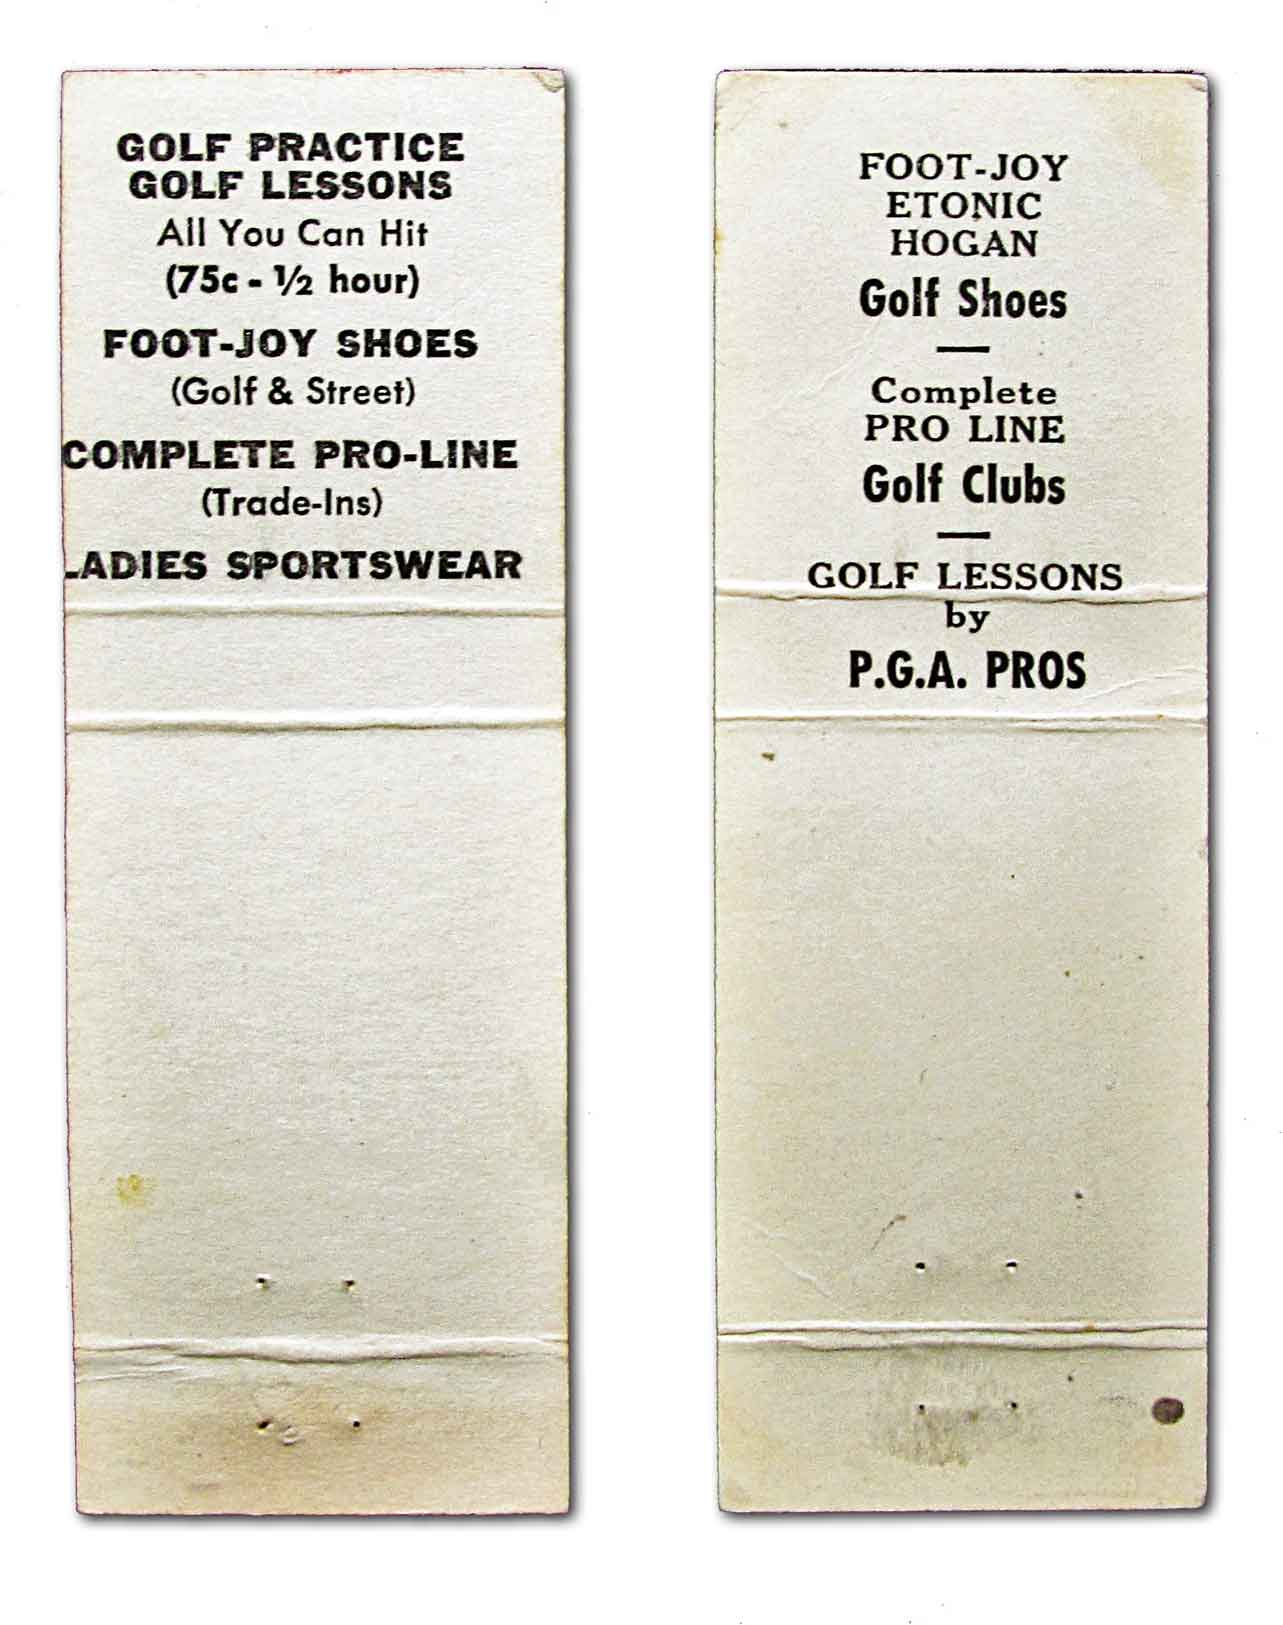 GOLF PRACTICE
GOLF LESSONS
All You Can Hit
(75c - ½ hour)
FOOT-JOY SHOES
(Golf & Street)
COMPLETE PRO-LINE
(Trade-Ins)
LADIES SPORTSWEAR
FOOT-JOY
ETONIC
HOGAN
Golf Shoes
Complete
PRO LINE
Golf Clubs
GOLF LESSONS
by
P.G.A. PROS